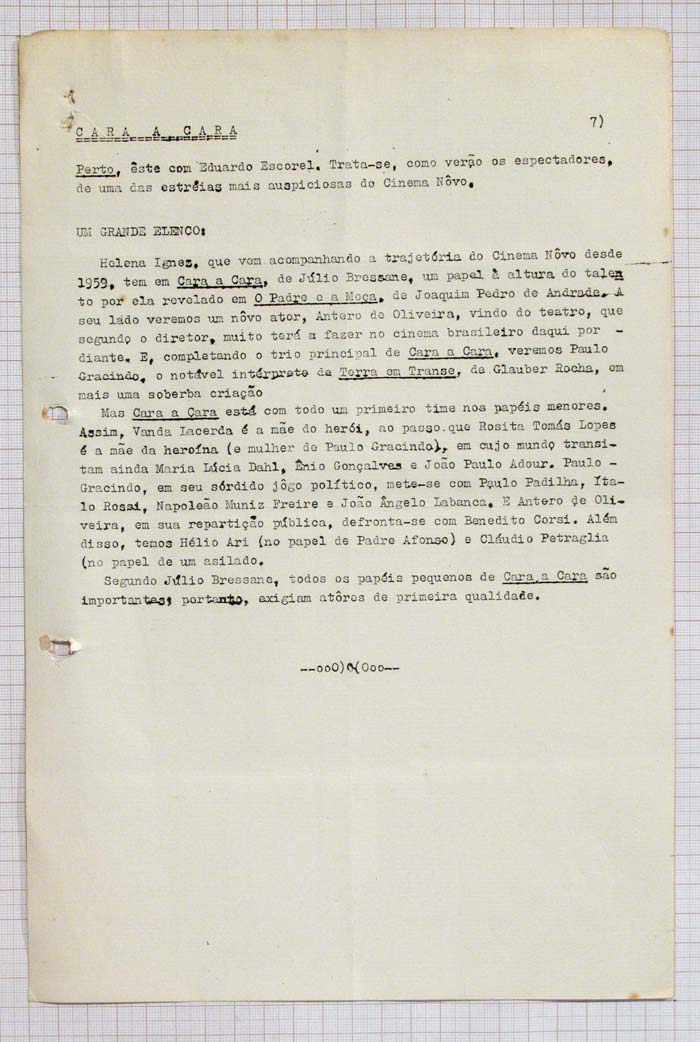 7)
C A R A   A   C A R A
Perto, êste com Eduardo Escorel. Trata-se, como verão os espectadores,
de uma das estréias mais auspiciosas do Cinema Nôvo.
UM GRANDE ELENCO:
Helena Ignez, que vem acompanhando a trajetória do Cinema Nôvo desde
1959, tem em Cara a Cara, de Júlio Bressane, um papel à altura do talen
to por ela revelado em O Padre e a Moça, de Joaquim Pedro de Andrade. A
seu lado veremos um nôvo ator, Antero de Oliveira, vindo do teatro, que
segundo o diretor, muito terá a fazer no cinema brasileiro daqui por -
diante. E, completando o trio principal de Cara a Cara, veremos Paulo
Gracindo, o notável intérprete de Terra em Transe, de Glauber Rocha, em
mais uma soberba criação
Mas Cara a Cara está com todo um primeiro time nos papéis menores.
Assim, Vanda Lacerda é a mãe do herói, ao passo que Rosita Tomás Lopes
é a mãe da heroína (e mulher de Paulo Gracindo), em cujo mundo transi-
tam ainda Maria Lúcia Dahl, Ênio Gonçalves e João Paulo Adour. Paulo -
Gracindo, em seu sórdido jôgo político, mete-se com Paulo Padilha, Íta-
lo Rossi, Napoleão Muniz Freire e João Ângelo Labanca. E Antero de Oli-
veira, em sua repartição pública, defronta-se com Benedito Corsi. Além
disso, temos Hélio Ari (no papel de Padre Afonso) e Cláudio Petraglia
(no papel de um asilado.
Segundo Júlio Bressane, todos os papéis pequenos de Cara a Cara são
importantes; portanto, exigiam atôres de primeira qualidade.
--ooO)0(Ooo--